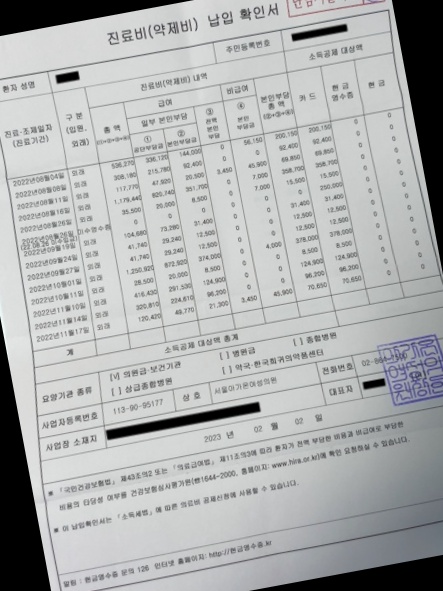 진료비(약제비) 납입 확인서
환자 성명
주민등록번호
진료비(약제비) 내역
소득공제 대상액
진료·조제일자
(진료기간)
구 분
(입원,
외래)
총 액
급여
비급여
일부 본인부담
①
공단부담금
②
본인부담금
③
전액
본인
부담
④
본인
부담금
본인부담
총 액
카 드
현 금
영수증
현 금
2022년08월04일 외래 536,270 336,720 144,000 0 56,150 200,150 200,150 0 0
2022년08월08일 외래 308,180 215,780 92,400 0 0 92,400 92,400 0 0
2022년08월11일 외래 117,770 47,920 20,500 3,450 45,900 69,850 69,850 0 0
2022년08월16일 외래 1,179,440 820,740 351,700 0 7,000 358,700 358,700 0 0
2022년08월26일 외래 35,500 20,000 8,500 0 7,000 15,500 15,500
2022년09월19일 외래 104,680 73,280 31,400 0 0 31,400 31,400 0 0
2022년09월24일 외래 41,740 29,240 12,500 0 0 12,500 12,500 0 0
2022년09월27일 외래 41,740 29,240 12,500 0 0 12,500 12,500 0 0
2022년10월01일 외래 1,250,920 872,920 374,000 0 4,000 378,000 378,000 0 0
2022년10월11일 외래 28,500 20,000 8,500 0 0 8,500 8,500 0 0
2022년11월10일 외래 416,430 291,530 124,900 0 0 124,900 124,900 0 0
2022년11월14일 외래 320,810 224,610 96,200 0 0 96,200 96,200 0 0
2022년11월17일 외래 120,420 49,770 21,300 3,450 45,900 70,650 70,650 0 0
계
소득공제 대상액 총계
요양기관 종류
[√] 의원급·보건기관 [ ] 병원급 [ ] 종합병원
[ ] 상급종합병원 [ ] 약국·한국희귀의약품센터
사업자등록번호 113-90-95177 상 호 서울아가온여성의원 전화번호
사업장 소재지
대표자
2023 년 02 월 02 일
※ 「국민건강보험법」 제43조의2 또는 「의료급여법」 제11조의3에 따라 환자가 전액 부담한 비용과 비급여로 부담한
비용의 타당성 여부를 건강보험심사평가원(☎1644-2000, 홈페이지: www.hira.or.kr)에 확인 요청하실 수 있습니다.
※ 이 납입확인서는 「소득세법」에 따른 의료비 공제신청에 사용할 수 있습니다.
알림 : 현금영수증 문의 126 인터넷 홈페이지: http://현금영수증.kr